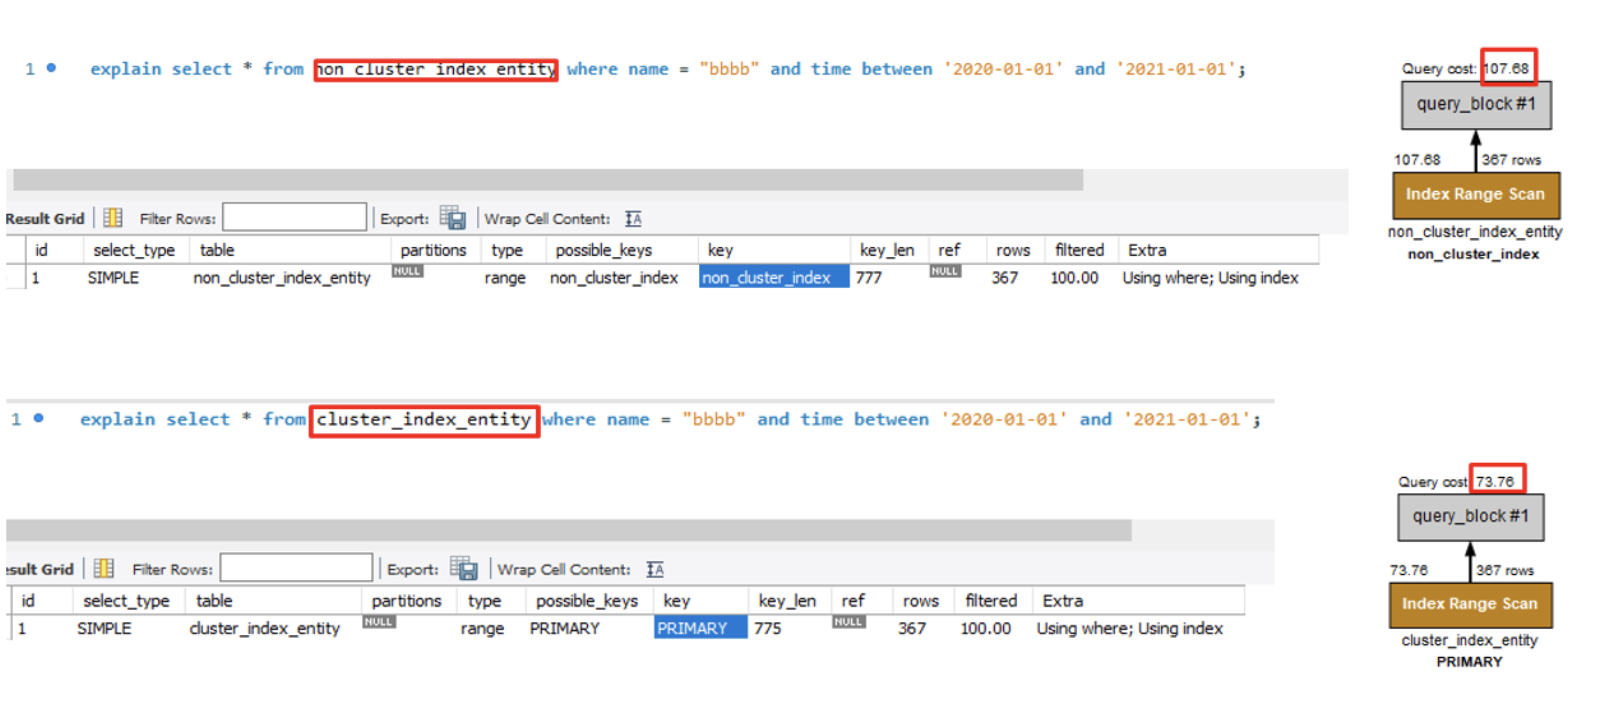 1 explain select * from non_cluster_index_entity where name = "bbbb" and time between '2020-01-01' and '2021-01-01';
Query cost: 107.68
query_block #1
107.68 367 rows
Index Range Scan
non_cluster_index_entity
non_cluster_index
Result Grid Filter Rows: Export: Wrap Cell Content:
id select_type table partitions type possible_keys key key_len ref rows filtered Extra
1 SIMPLE non_cluster_index_entity NULL range non_cluster_index non_cluster_index 777 NULL 367 100.00 Using where; Using index
1 explain select * from cluster_index_entity where name = "bbbb" and time between '2020-01-01' and '2021-01-01';
Query cost 73.76
query_block #1
73.76 367 rows
Index Range Scan
cluster_index_entity
PRIMARY
esult Grid Filter Rows: Export: Wrap Cell Content:
id select_type table partitions type possible_keys key key_len ref rows filtered Extra
1 SIMPLE cluster_index_entity NULL range PRIMARY PRIMARY 775 NULL 367 100.00 Using where; Using index